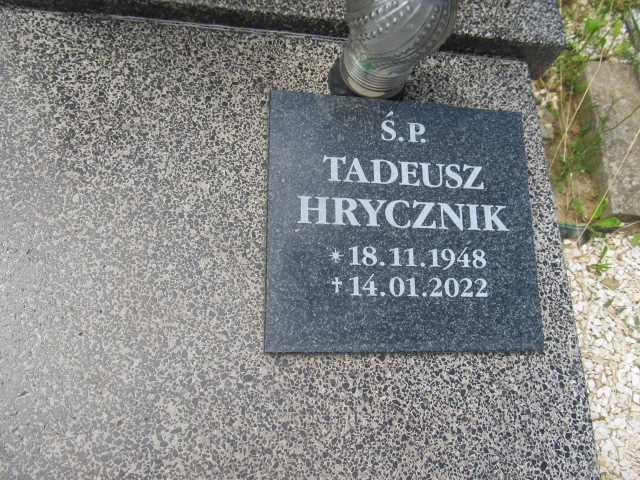 Ś.P.
TADEUSZ
HRYCZNIK
* 18.11.1948
† 14.01.2022